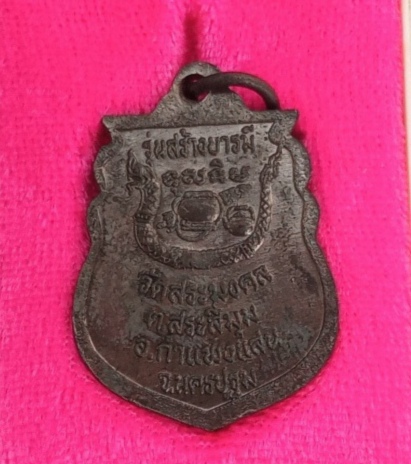 รุ่นสร้างบารมี
วัดสระมงคล
ต.สระสี่มุม
อ.กำแพงแสน
จ.นครปฐม